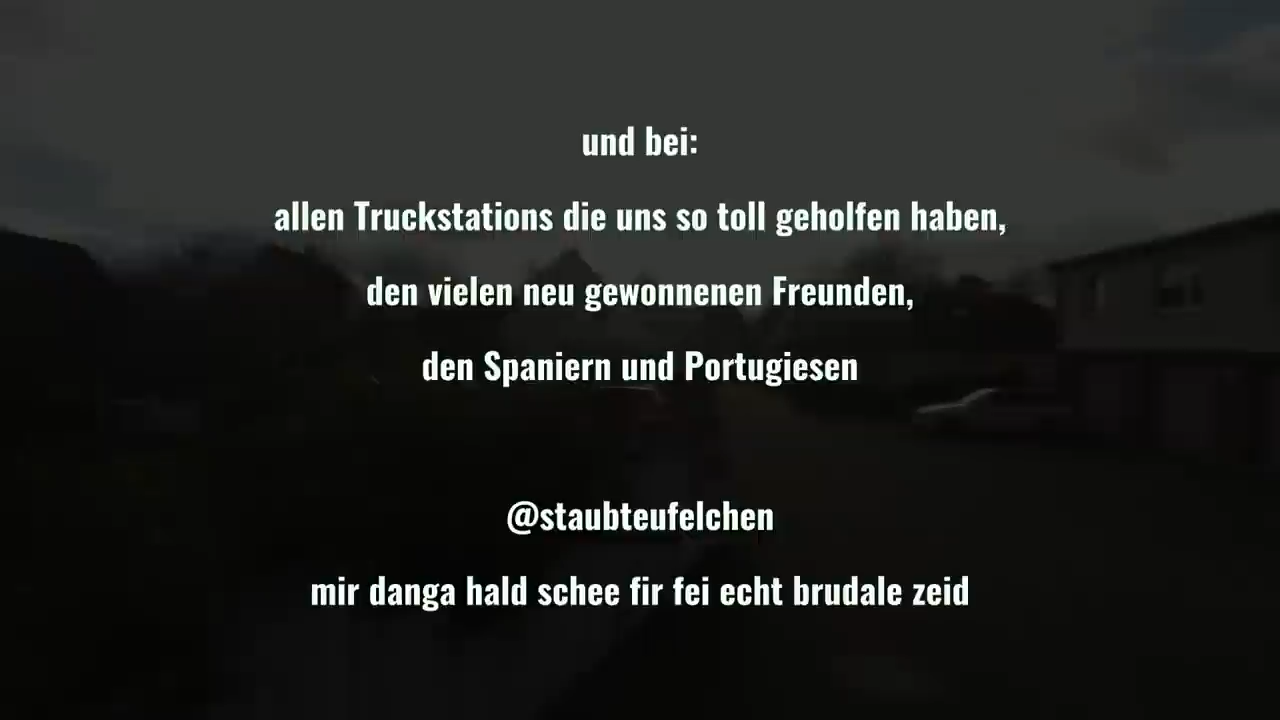 und bei:
allen Truckstations die uns so toll geholfen haben,
den vielen neu gewonnenen Freunden,
den Spaniern und Portugiesen
@staubteufelchen
mir danga hald schee fir fei echt brudale zeid